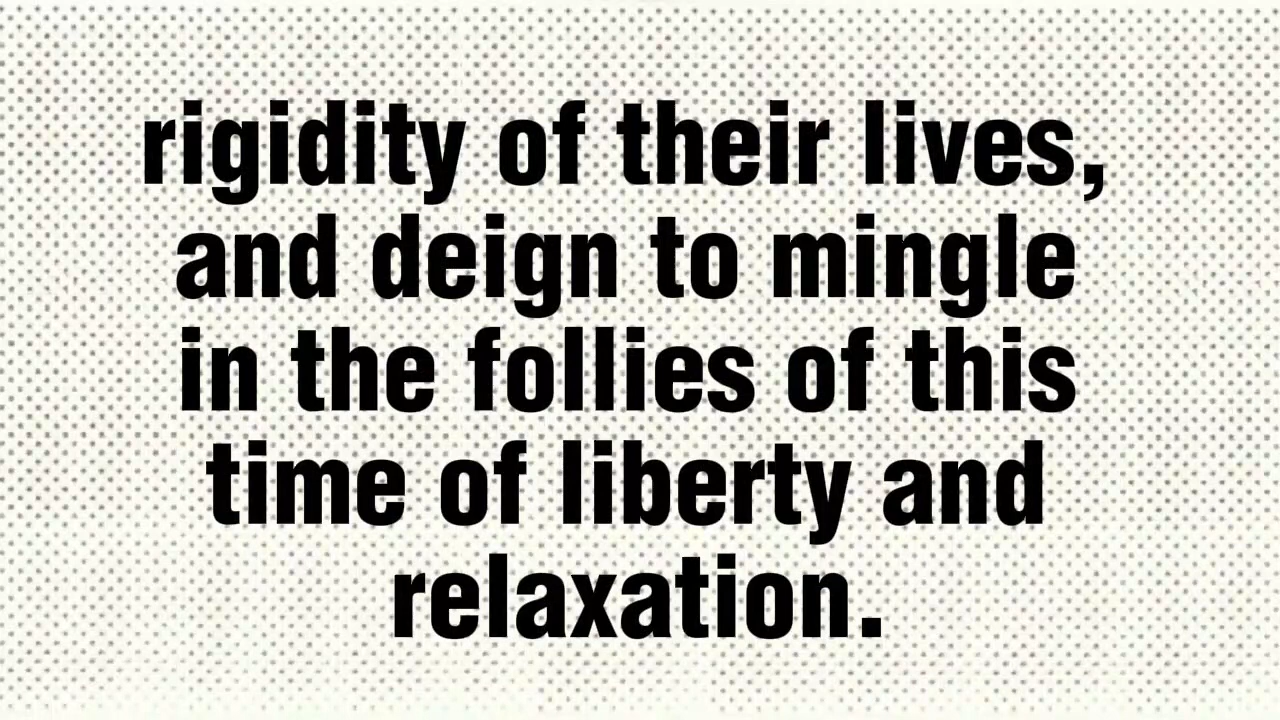 rigidity of their lives,
and deign to mingle
in the follies of this
time of liberty and
relaxation.